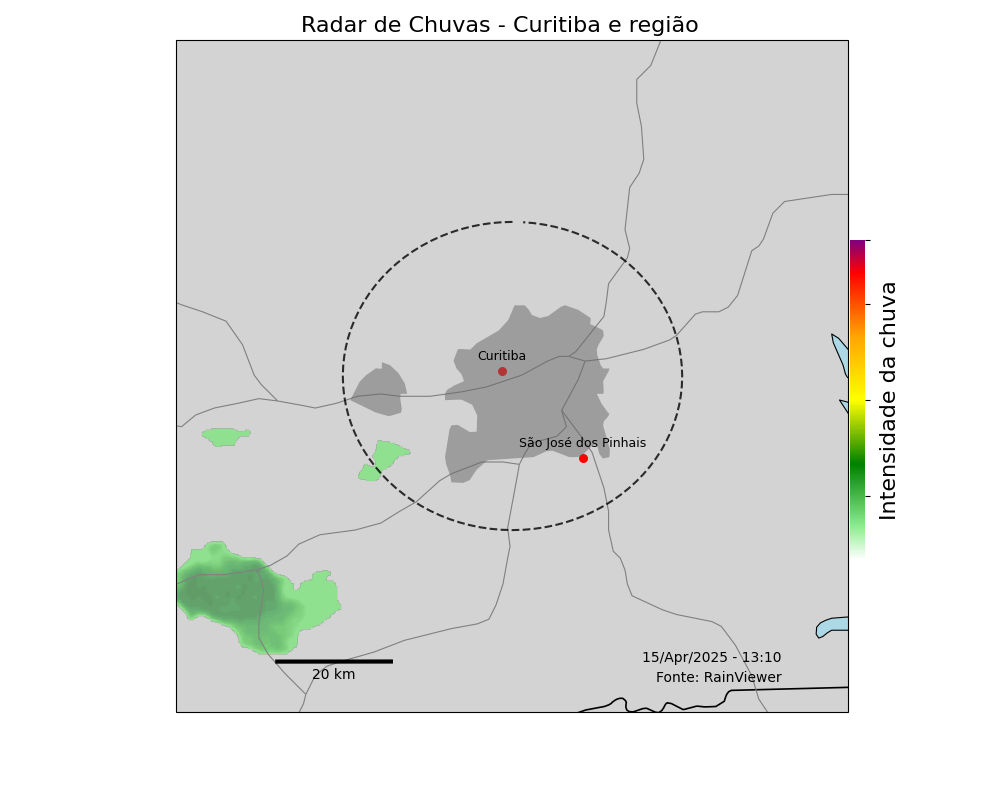 Radar de Chuvas - Curitiba e região
Curitiba
São José dos Pinhais
Intensidade da chuva
15/Apr/2025 - 13:10
20 km
Fonte: RainViewer